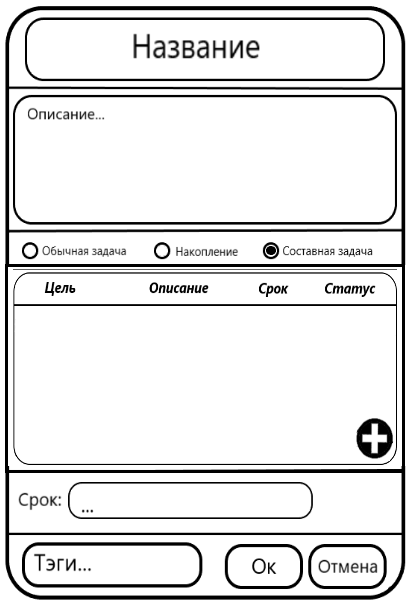 Название
Описание...
Обычная задача Накопление Составная задача
Цель Описание Срок Статус
Срок: ...
Тэги... Ок Отмена